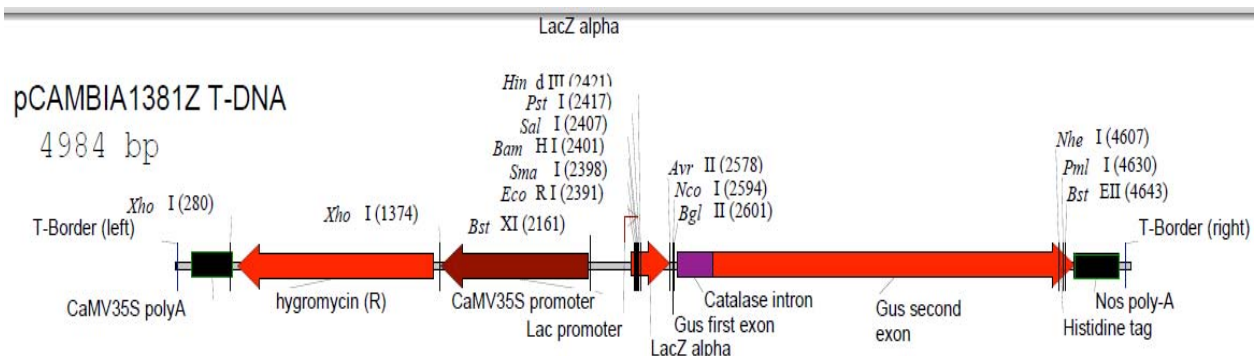 LacZ alpha
pCAMBIA1381Z T-DNA
4984 bp
Hin d III (2421)
Pst I (2417)
Sal I (2407)
Bam H I (2401)
Sma I (2398)
Eco R I (2391)
Avr II (2578)
Nco I (2594)
Bgl II (2601)
Nhe I (4607)
Pml I (4630)
Bst EII (4643)
Xho I (280)
Xho I (1374)
Bst XI (2161)
T-Border (left)
T-Border (right)
CaMV35S polyA
hygromycin (R)
CaMV35S promoter
Lac promoter
LacZ alpha
Gus first exon
Catalase intron
Gus second
exon
Nos poly-A
Histidine tag